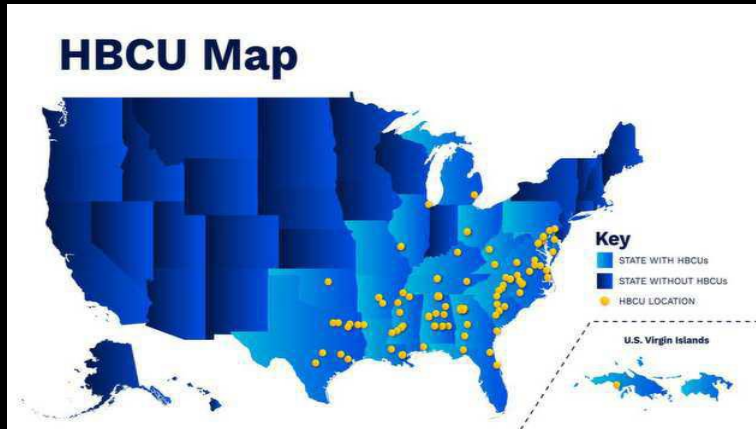 HBCU Map
Key
STATE WITH HBCUs
STATE WITHOUT HBCUs
HBCU LOCATION
U.S. Virgin Islands